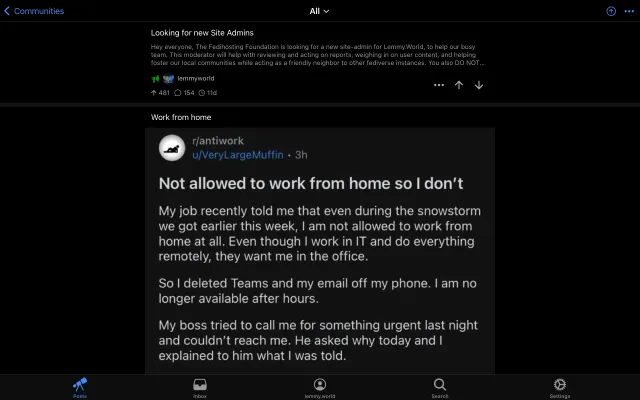 Communities
All
Looking for new Site Admins
Hey everyone, The Fedihosting Foundation is looking for a new site-admin for Lemmy.World, to help our busy
team. This moderator will help with reviewing and acting on reports, weighing in on user content, and helping
foster our local communities while acting as a friendly neighbor to other fediverse instances. You also DO NOT...
lemmyworld
481 154 11d
Work from home
r/antiwork
u/VeryLargeMuffin • 3h
Not allowed to work from home so I don't
My job recently told me that even during the snowstorm
we got earlier this week, I am not allowed to work from
home at all. Even though I work in IT and do everything
remotely, they want me in the office.
So I deleted Teams and my email off my phone. I am no
longer available after hours.
My boss tried to call me for something urgent last night
and couldn't reach me. He asked why today and I
explained to him what I was told.
Posts
Inbox
lemmy.world
Search
Settings